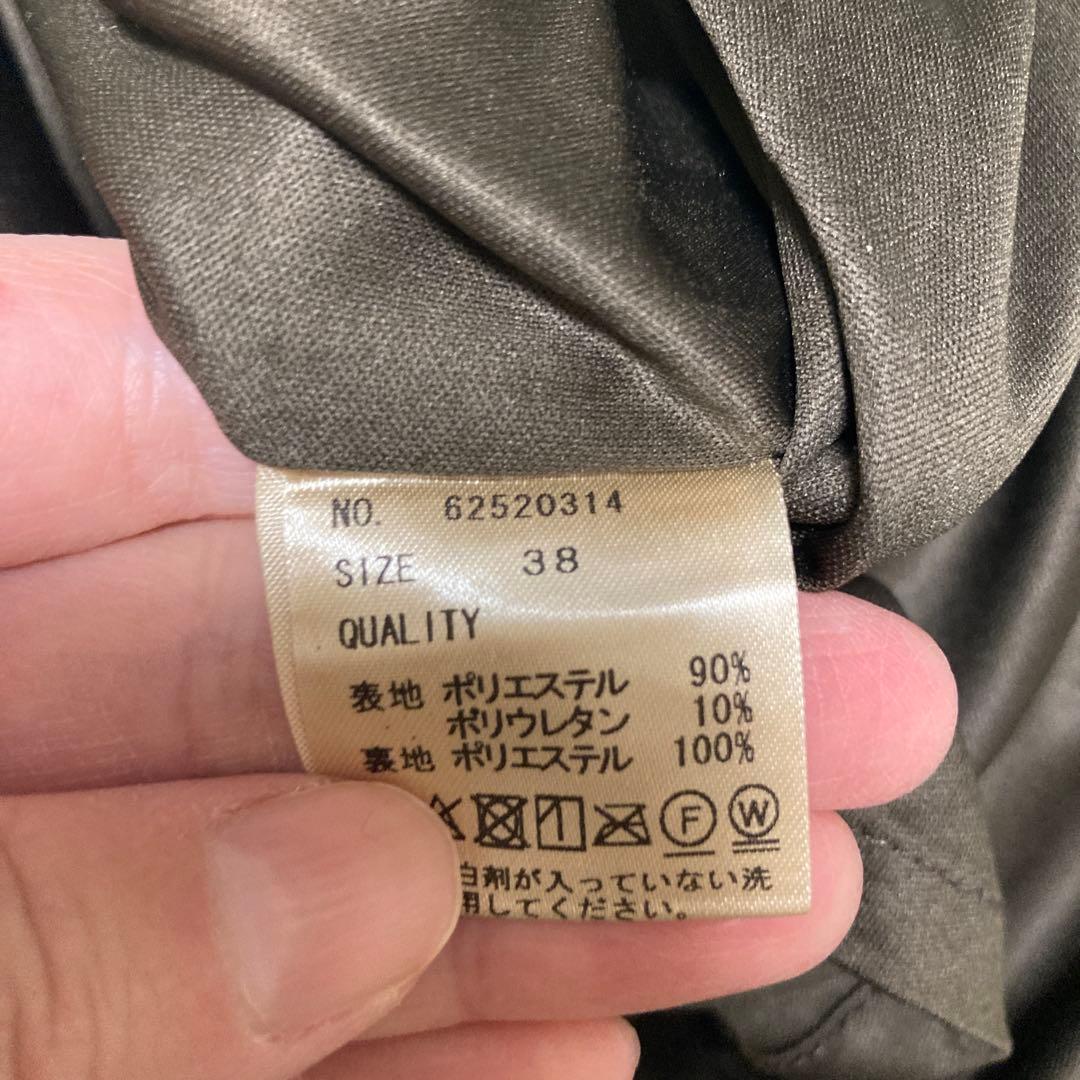 NO. 62520314
SIZE 38
QUALITY
表地 ポリエステル 90%
ポリウレタン 10%
裏地 ポリエステル 100%
F W
白剤が入っていない洗
用してください。